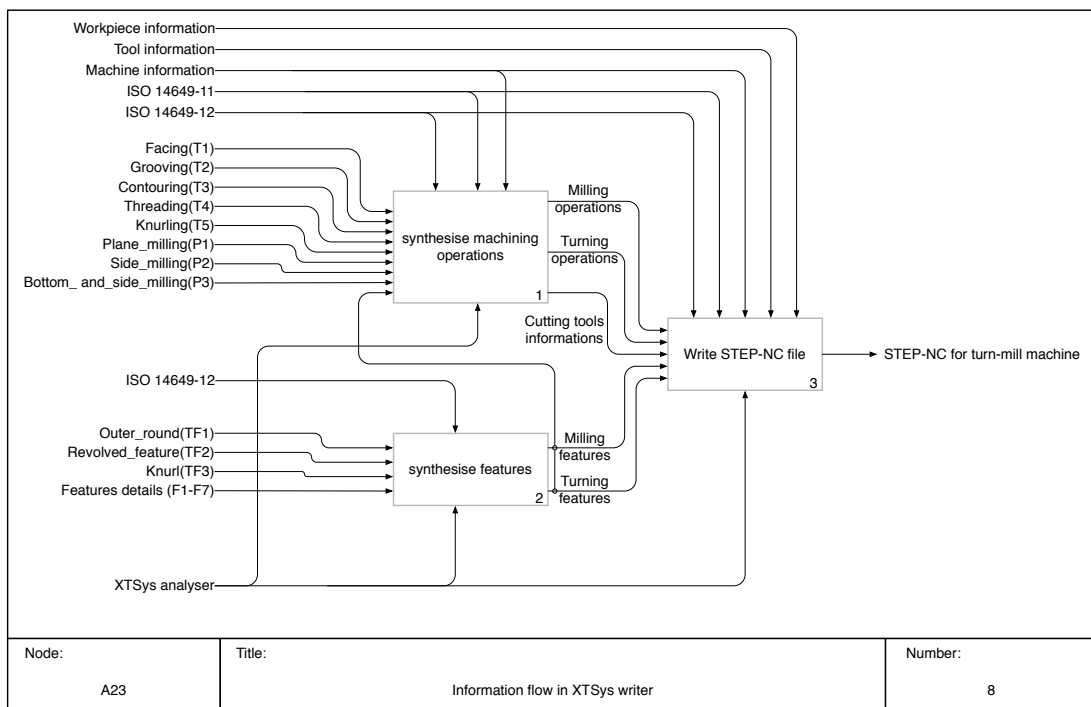 Workpiece information
Tool information
Machine information
ISO 14649-11
ISO 14649-12
Facing(T1)
Grooving(T2)
Contouring(T3)
Threading(T4)
Knurling(T5)
Plane_milling(P1)
Side_milling(P2)
Bottom_ and_side_milling(P3)
synthesise machining
operations
1
Milling
operations
Turning
operations
Cutting tools
informations
Write STEP-NC file
3
STEP-NC for turn-mill machine
ISO 14649-12
Outer_round(TF1)
Revolved_feature(TF2)
Knurl(TF3)
Features details (F1-F7)
synthesise features
2
Milling
features
Turning
features
XTSys analyser
Node:
A23
Title:
Information flow in XTSys writer
Number:
8